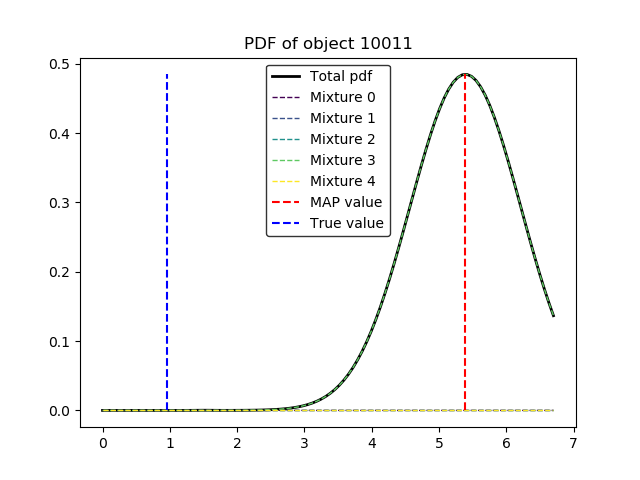 PDF of object 10011
0.5
0.4
0.3
0.2
0.1
0.0
Total pdf
Mixture 0
Mixture 1
Mixture 2
Mixture 3
Mixture 4
MAP value
True value
0 1 2 3 4 5 6 7